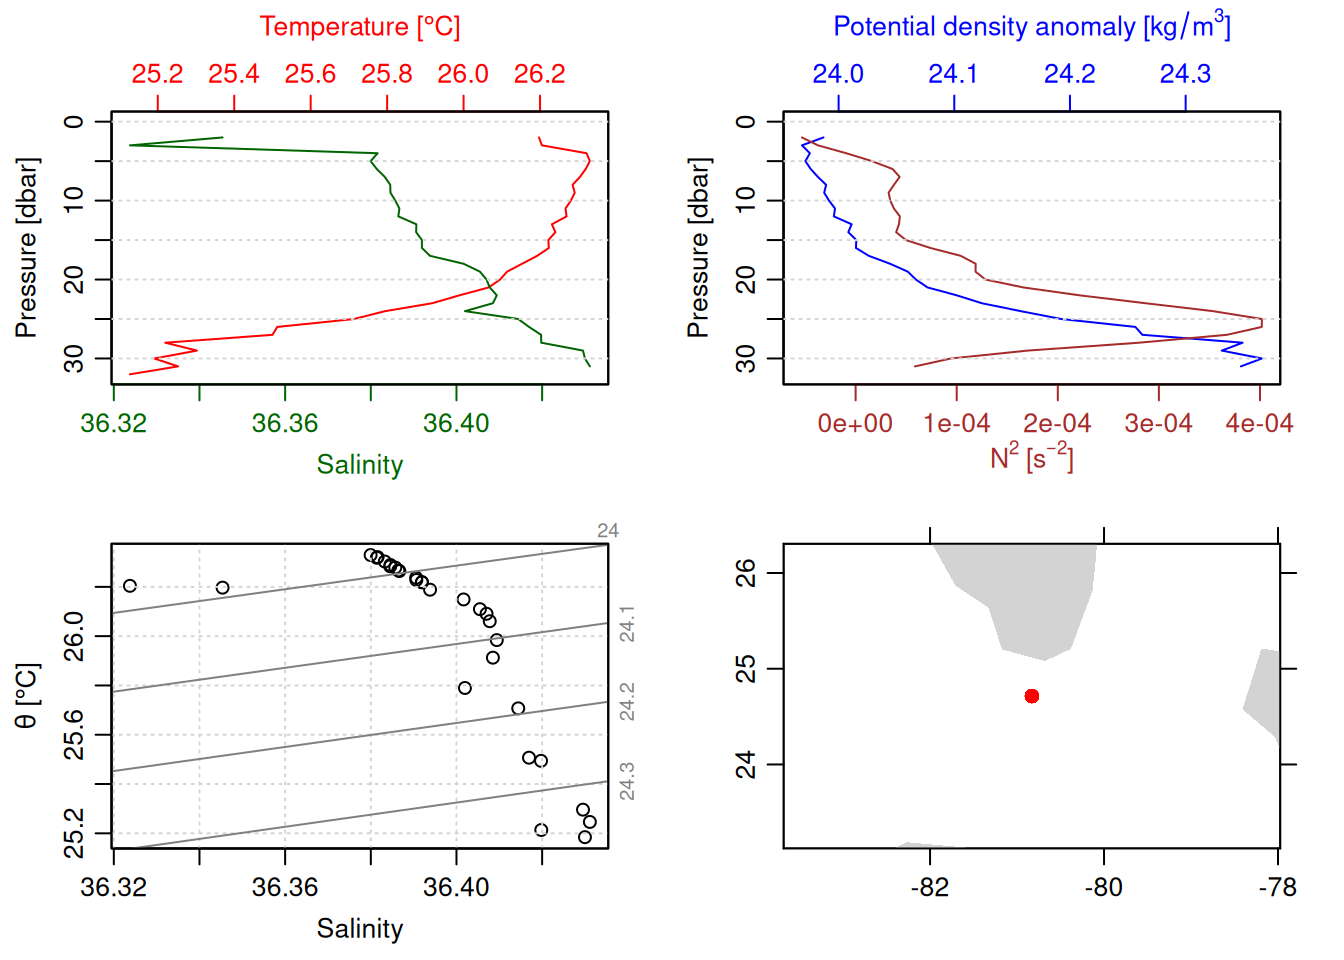 Temperature [°C]
25.2 25.4 25.6 25.8 26.0 26.2
Pressure [dbar]
0
10
20
30
36.32 36.36 36.40
Salinity
Potential density anomaly [kg/m³]
24.0 24.1 24.2 24.3
Pressure [dbar]
0
10
20
30
0e+00 1e-04 2e-04 3e-04 4e-04
N² [s⁻²]
24
24.1
24.2
24.3
θ [°C]
26.0
25.6
25.2
36.32 36.36 36.40
Salinity
26
25
24
-82 -80 -78